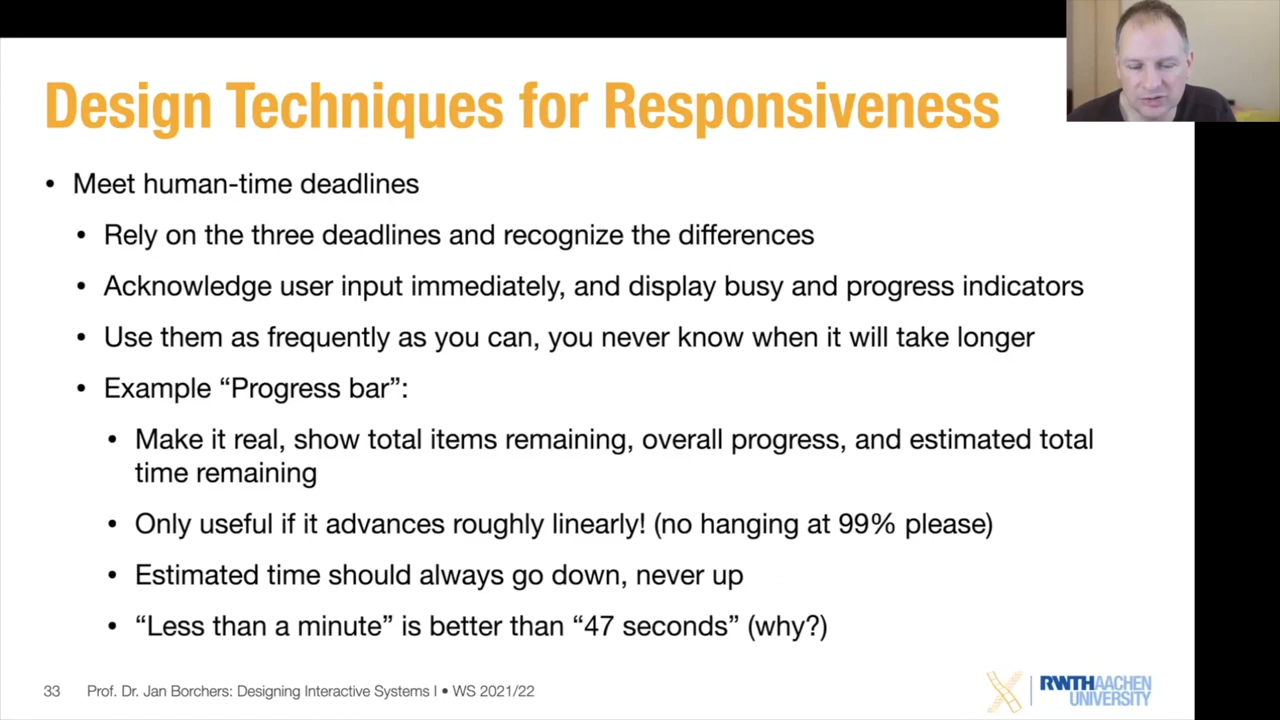 Design Techniques for Responsiveness
• Meet human-time deadlines
• Rely on the three deadlines and recognize the differences
• Acknowledge user input immediately, and display busy and progress indicators
• Use them as frequently as you can, you never know when it will take longer
• Example “Progress bar”:
• Make it real, show total items remaining, overall progress, and estimated total
time remaining
• Only useful if it advances roughly linearly! (no hanging at 99% please)
• Estimated time should always go down, never up
• “Less than a minute” is better than “47 seconds” (why?)
33 Prof. Dr. Jan Borchers: Designing Interactive Systems I • WS 2021/22
RWTHAACHEN
UNIVERSITY